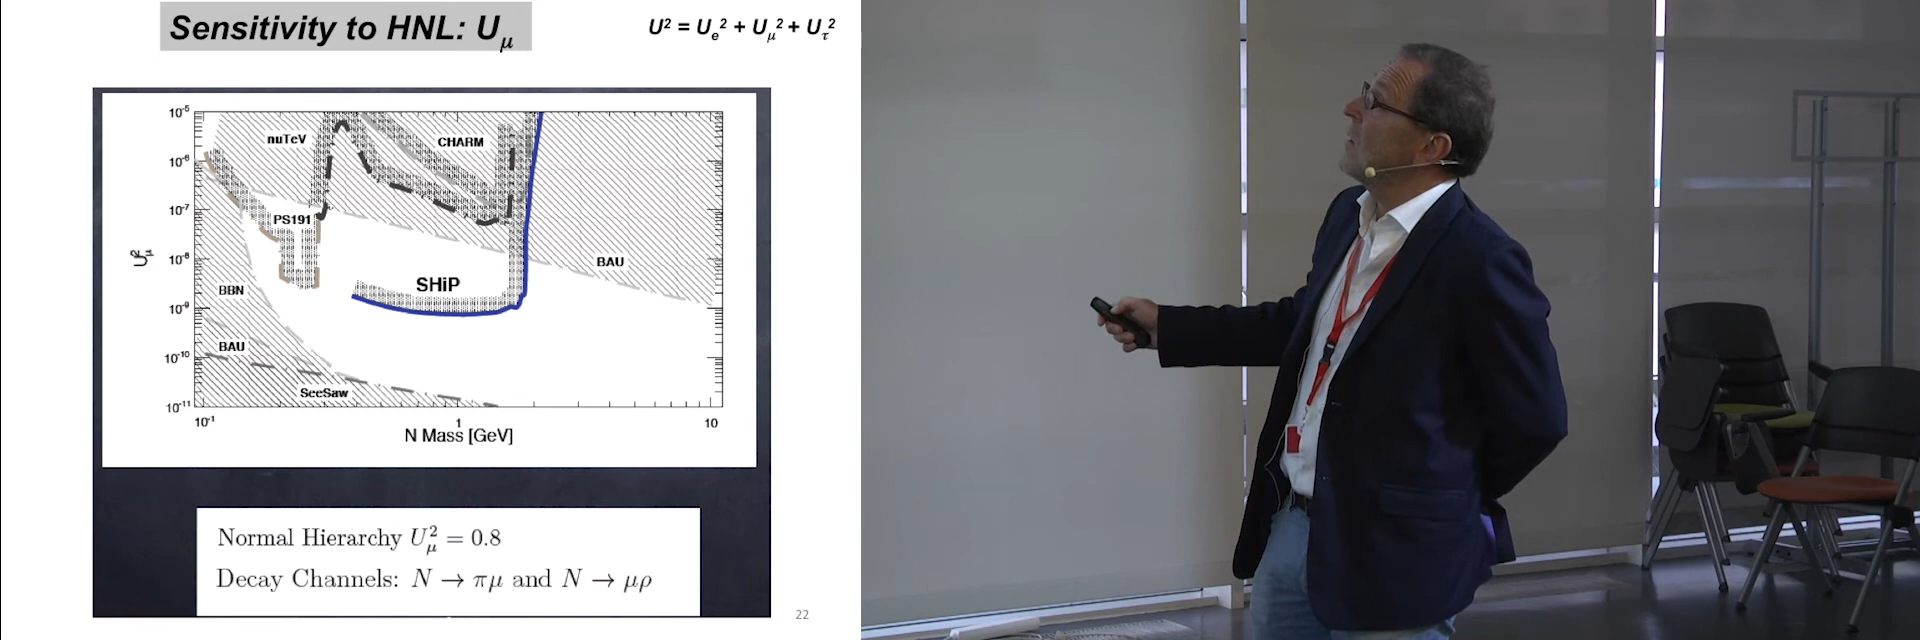 Sensitivity to HNL: Uμ
U² = Ue² + Uμ² + Uτ²
10⁻⁵
nuTeV
CHARM
10⁻⁶
10⁻⁷
PS191
Uμ²
10⁻⁸
BAU
BBN
SHiP
10⁻⁹
BAU
10⁻¹⁰
SeeSaw
10⁻¹¹
10⁻¹ 1 10
N Mass [GeV]
Normal Hierarchy Uμ² = 0.8
Decay Channels: N → πμ and N → μρ
22